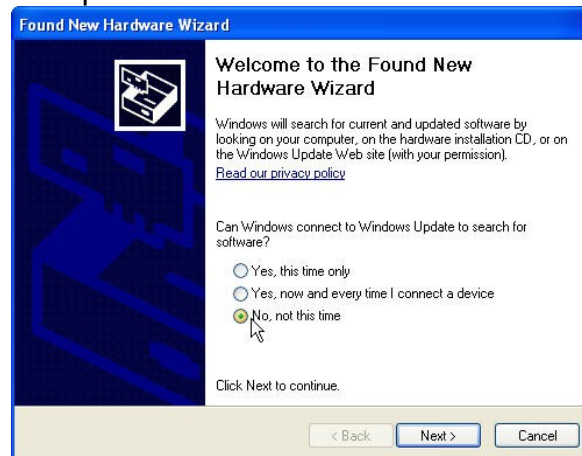 Found New Hardware Wizard
Welcome to the Found New
Hardware Wizard
Windows will search for current and updated software by
looking on your computer, on the hardware installation CD, or on
the Windows Update Web site (with your permission).
Read our privacy policy
Can Windows connect to Windows Update to search for
software?
Yes, this time only
Yes, now and every time I connect a device
No, not this time
Click Next to continue.
< Back
Next >
Cancel